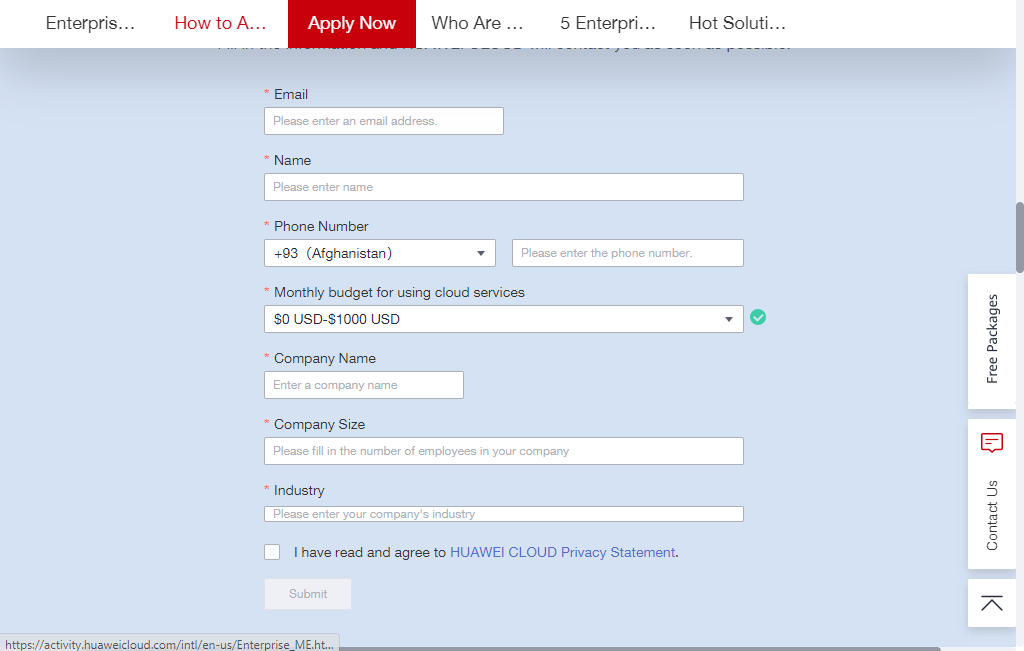 Enterpris...
How to A...
Apply Now
Who Are ...
5 Enterpri...
Hot Soluti...
* Email
Please enter an email address.
* Name
Please enter name
* Phone Number
+93 (Afghanistan)
Please enter the phone number.
* Monthly budget for using cloud services
$0 USD-$1000 USD
* Company Name
Enter a company name
* Company Size
Please fill in the number of employees in your company
* Industry
Please enter your company's industry
I have read and agree to HUAWEI CLOUD Privacy Statement.
Submit
Free Packages
Contact Us
https://activity.huaweicloud.com/intl/en-us/Enterprise_ME.ht...